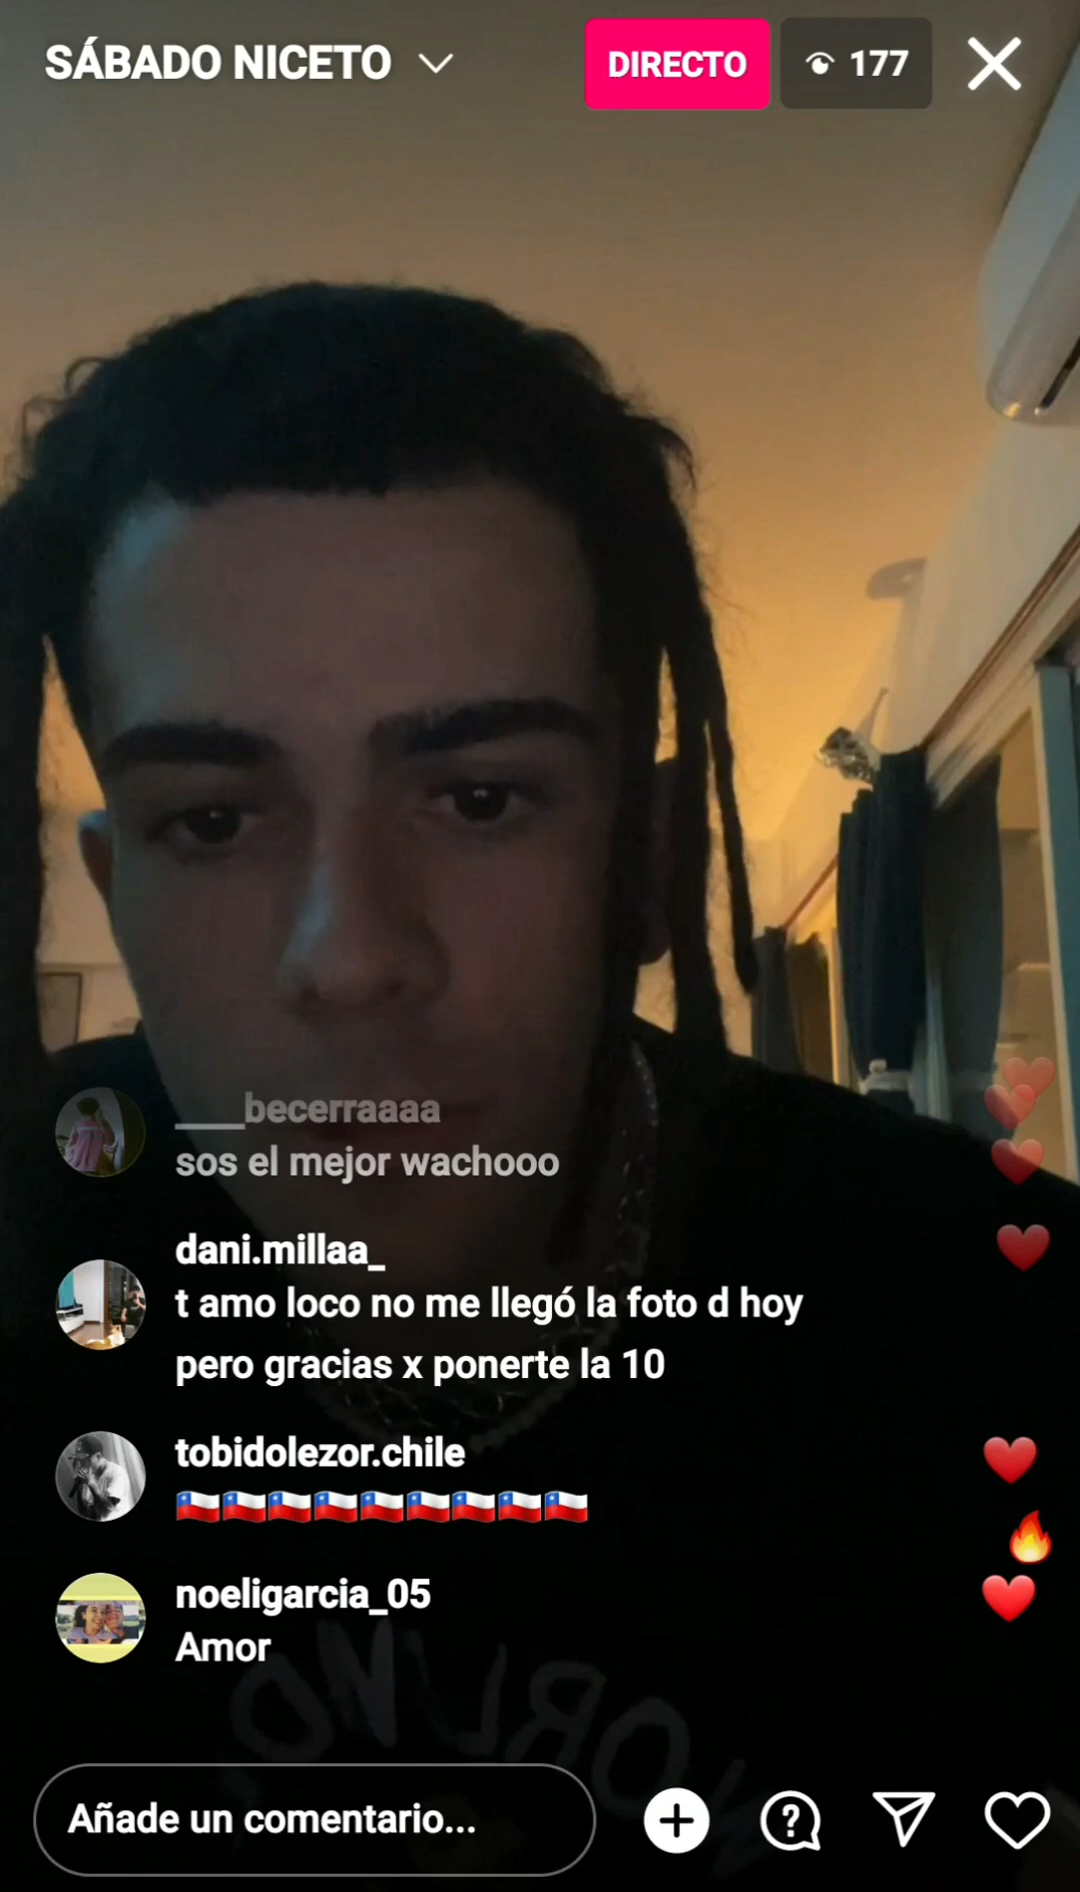 SÁBADO NICETO
DIRECTO
177
____becerraaaa
sos el mejor wachooo
dani.millaa_
t amo loco no me llegó la foto d hoy
pero gracias x ponerte la 10
tobidolezor.chile
🇨🇱🇨🇱🇨🇱🇨🇱🇨🇱🇨🇱🇨🇱🇨🇱🇨🇱
noeligarcia_05
Amor
Añade un comentario...